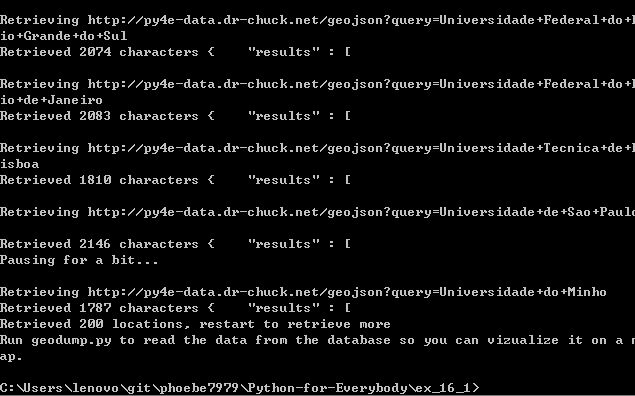 Retrieving http://py4e-data.dr-chuck.net/geojson?query=Universidade+Federal+do+
io+Grande+do+Sul
Retrieved 2074 characters {    "results" : [
Retrieving http://py4e-data.dr-chuck.net/geojson?query=Universidade+Federal+do+
io+de+Janeiro
Retrieved 2083 characters {    "results" : [
Retrieving http://py4e-data.dr-chuck.net/geojson?query=Universidade+Tecnica+de+
isboa
Retrieved 1810 characters {    "results" : [
Retrieving http://py4e-data.dr-chuck.net/geojson?query=Universidade+de+Sao+Paulo
Retrieved 2146 characters {    "results" : [
Pausing for a bit...
Retrieving http://py4e-data.dr-chuck.net/geojson?query=Universidade+do+Minho
Retrieved 1787 characters {    "results" : [
Retrieved 200 locations, restart to retrieve more
Run geodump.py to read the data from the database so you can vizualize it on a
ap.
C:\Users\lenovo\git\phoebe7979\Python-for-Everybody\ex_16_1>